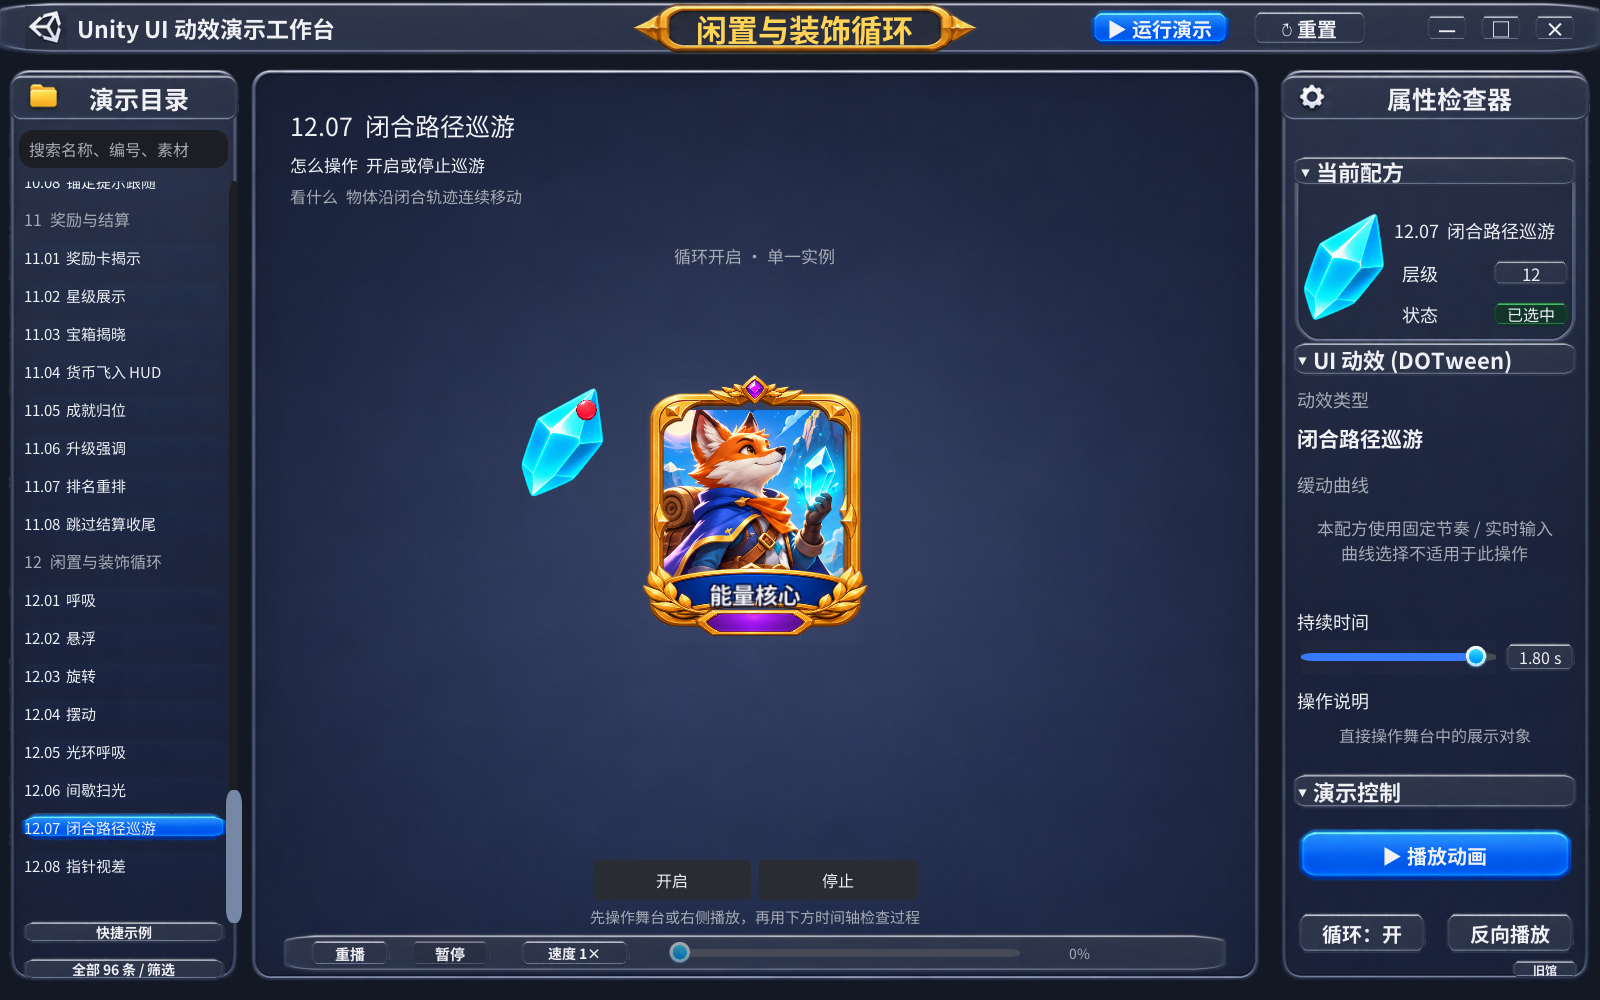 Unity UI 动效演示工作台
闲置与装饰循环
▶ 运行演示
重置
演示目录
搜索名称、编号、素材
10.08 锚定提示跟随
11 奖励与结算
11.01 奖励卡揭示
11.02 星级展示
11.03 宝箱揭晓
11.04 货币飞入 HUD
11.05 成就归位
11.06 升级强调
11.07 排名重排
11.08 跳过结算收尾
12 闲置与装饰循环
12.01 呼吸
12.02 悬浮
12.03 旋转
12.04 摆动
12.05 光环呼吸
12.06 间歇扫光
12.07 闭合路径巡游
12.08 指针视差
快捷示例
全部 96 条 / 筛选
12.07 闭合路径巡游
怎么操作 开启或停止巡游
看什么 物体沿闭合轨迹连续移动
循环开启 · 单一实例
能量核心
开启
停止
先操作舞台或右侧播放，再用下方时间轴检查过程
重播
暂停
速度 1×
0%
属性检查器
▼ 当前配方
12.07 闭合路径巡游
层级
12
状态
已选中
▼ UI 动效 (DOTween)
动效类型
闭合路径巡游
缓动曲线
本配方使用固定节奏 / 实时输入
曲线选择不适用于此操作
持续时间
1.80 s
操作说明
直接操作舞台中的展示对象
▼ 演示控制
▶ 播放动画
循环：开
反向播放
旧馆